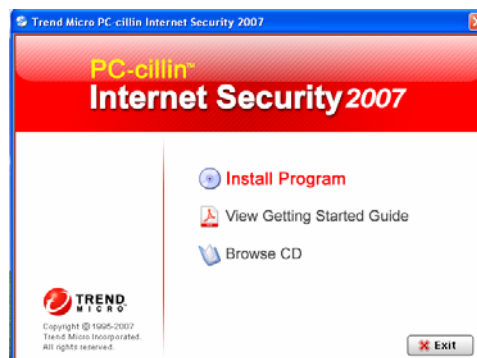 Trend Micro PC-cillin Internet Security 2007
PC-cillin™
Internet Security 2007
Install Program
View Getting Started Guide
Browse CD
TREND
MICRO
Copyright © 1995-2007
Trend Micro Incorporated.
All rights reserved.
Exit